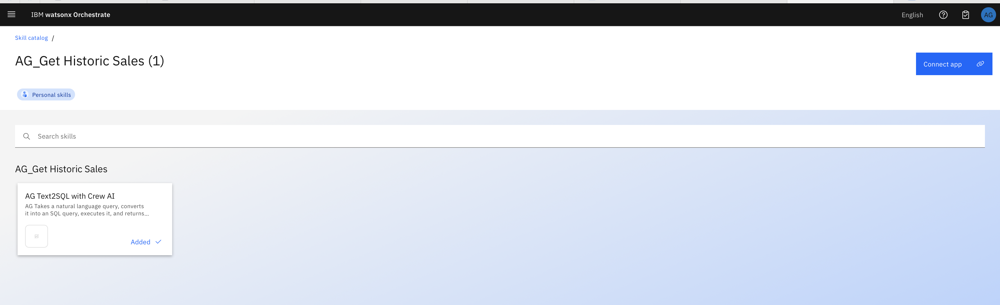 IBM watsonx Orchestrate
English
AG
Skill catalog /
AG_Get Historic Sales (1)
Connect app
Personal skills
Search skills
AG_Get Historic Sales
AG Text2SQL with Crew AI
AG Takes a natural language query, converts
it into an SQL query, executes it, and returns...
Added